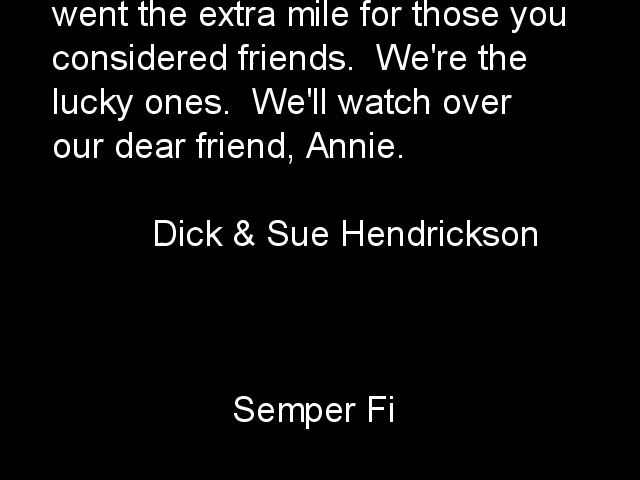 went the extra mile for those you
considered friends.  We're the
lucky ones.  We'll watch over
our dear friend, Annie.
Dick & Sue Hendrickson
Semper Fi